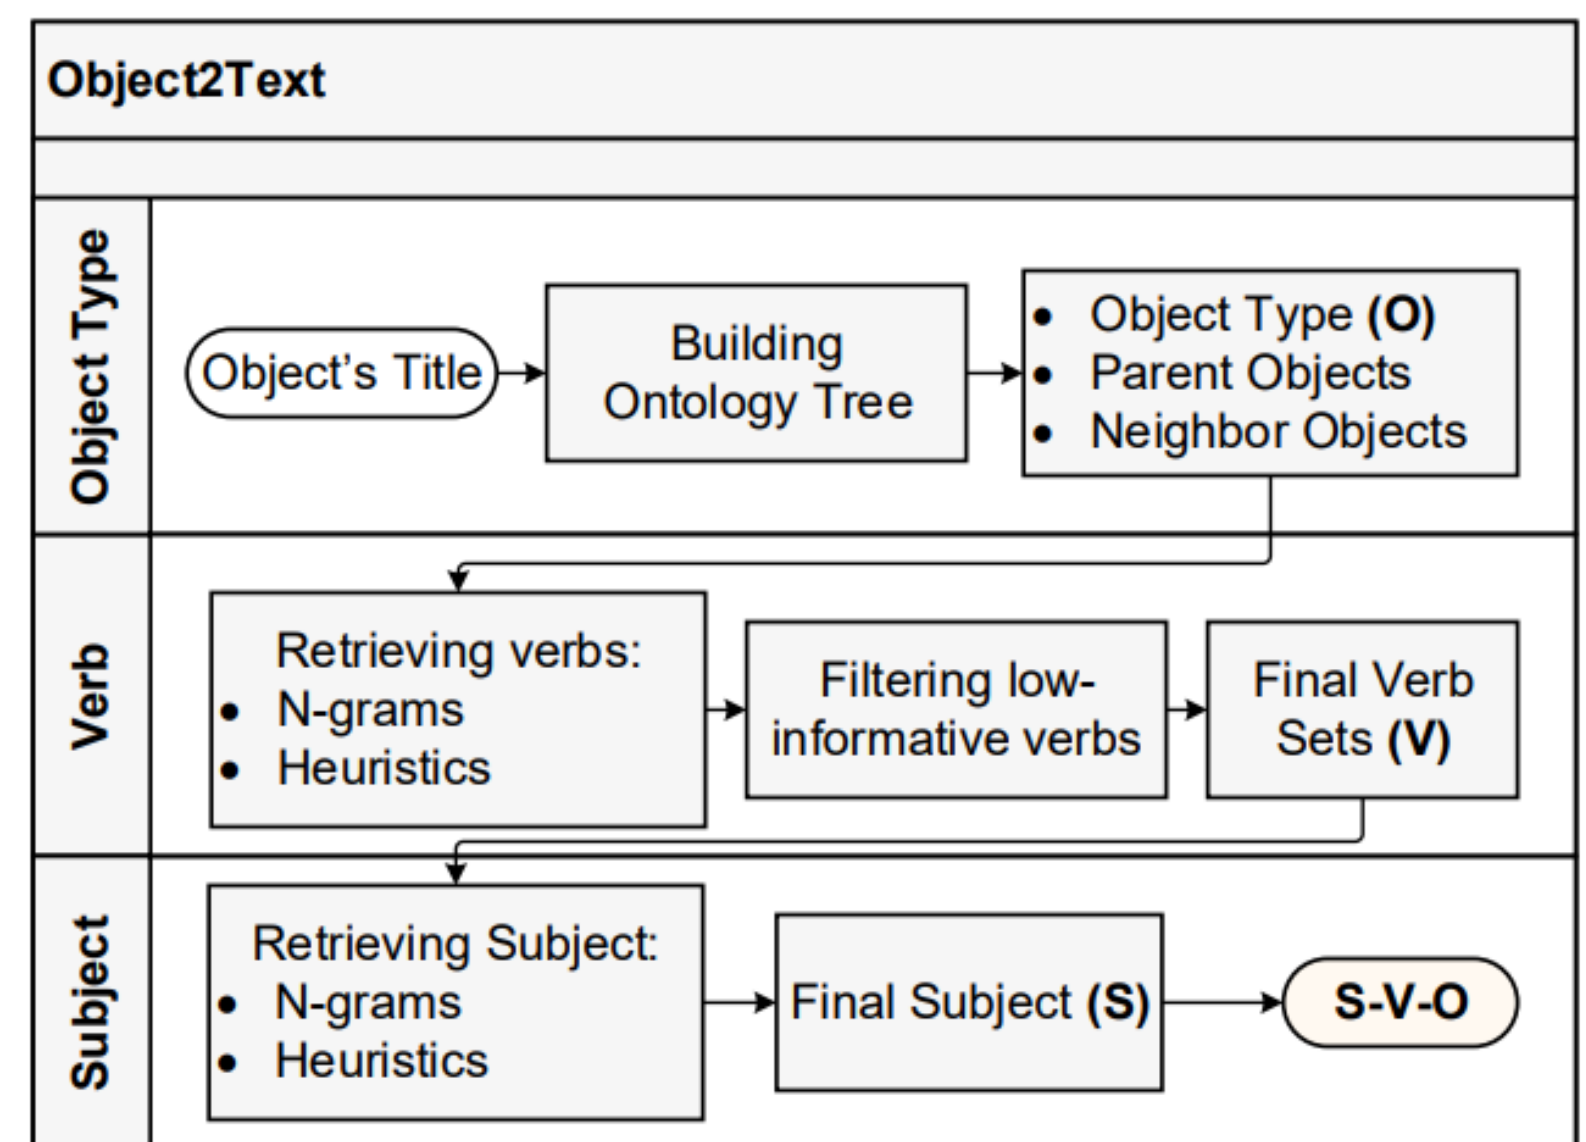 Object2Text
Object Type
Object's Title
Building
Ontology Tree
• Object Type (O)
• Parent Objects
• Neighbor Objects
Verb
Retrieving verbs:
• N-grams
• Heuristics
Filtering low-
informative verbs
Final Verb
Sets (V)
Subject
Retrieving Subject:
• N-grams
• Heuristics
Final Subject (S)
S-V-O